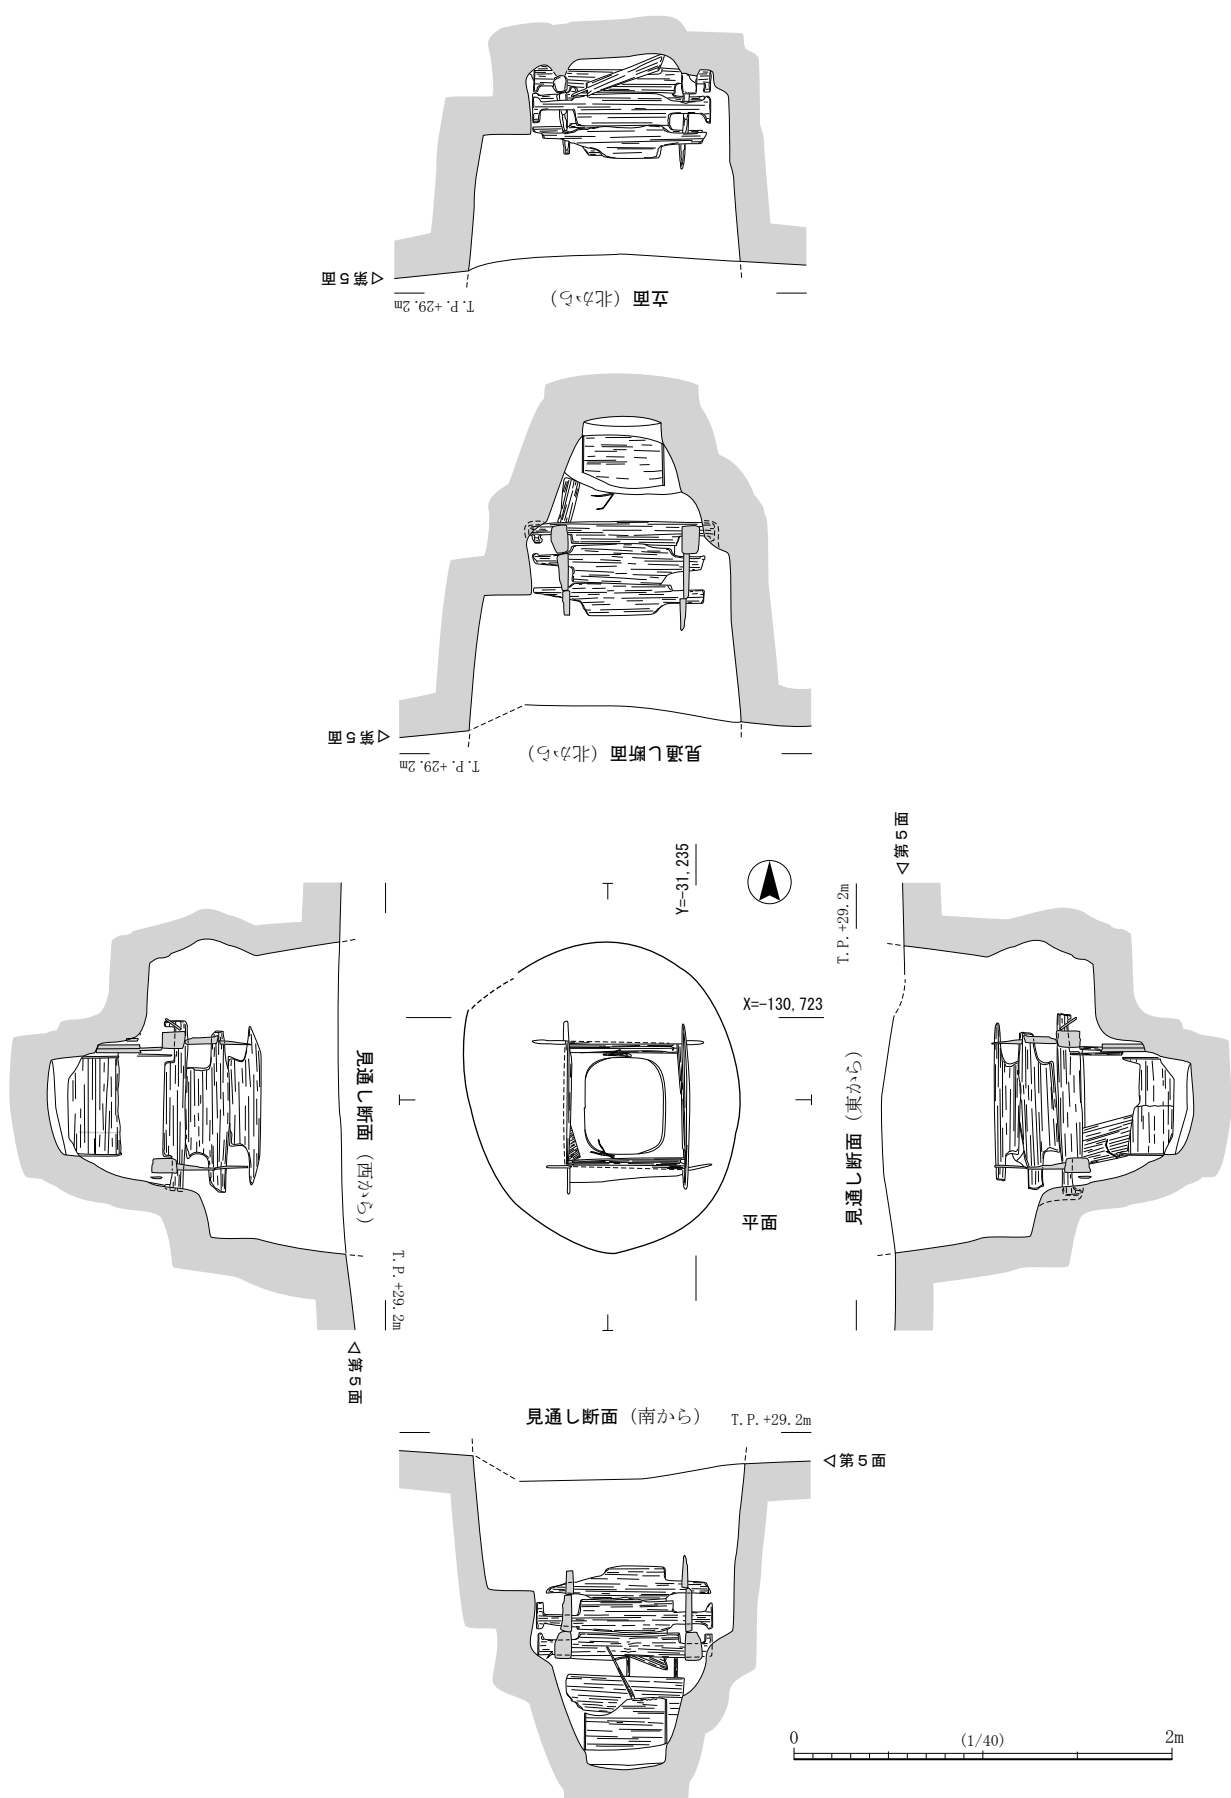 ◁第５面
T.P.+29.2m
立面（北から）
◁第５面
T.P.+29.2m
見通し断面（北から）
◁第５面
Y=-31,235
T.P.+29.2m
X=-130,723
見通し断面（西から）
見通し断面（東から）
平面
T.P.+29.2m
◁第５面
見通し断面（南から）
T.P.+29.2m
◁第５面
0
(1/40)
2m